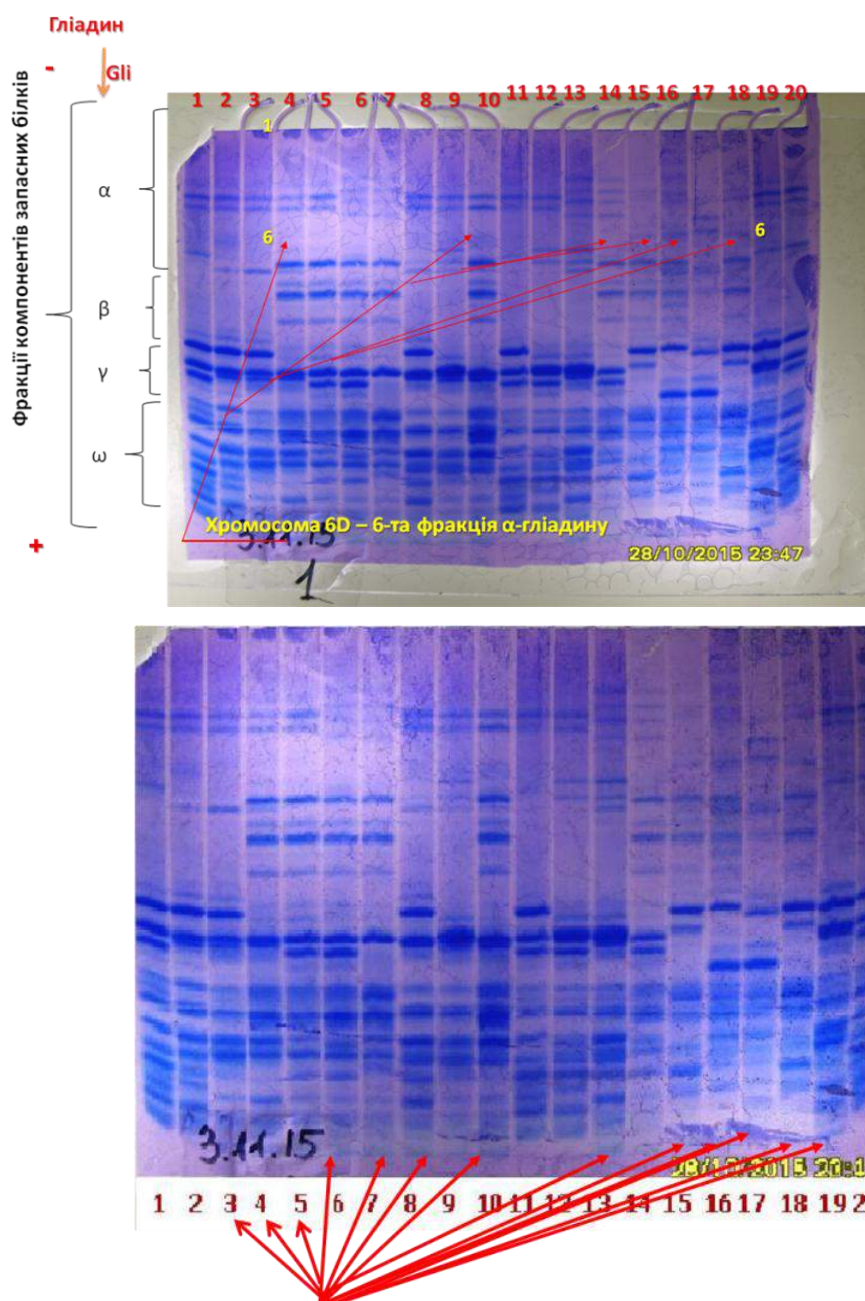 Гліадин
-
Gli
1 2 3 4 5 6 7 8 9 10 11 12 13 14 15 16 17 18 19 20
1
α
6
6
β
γ
ω
Фракції компонентів запасних білків
+
Хромосома 6D – 6-та фракція α-гліадину
3.11.15
28/10/2015 23:47
1
3.11.15
1 2 3 4 5 6 7 8 9 10 11 12 13 14 15 16 17 18 19 2